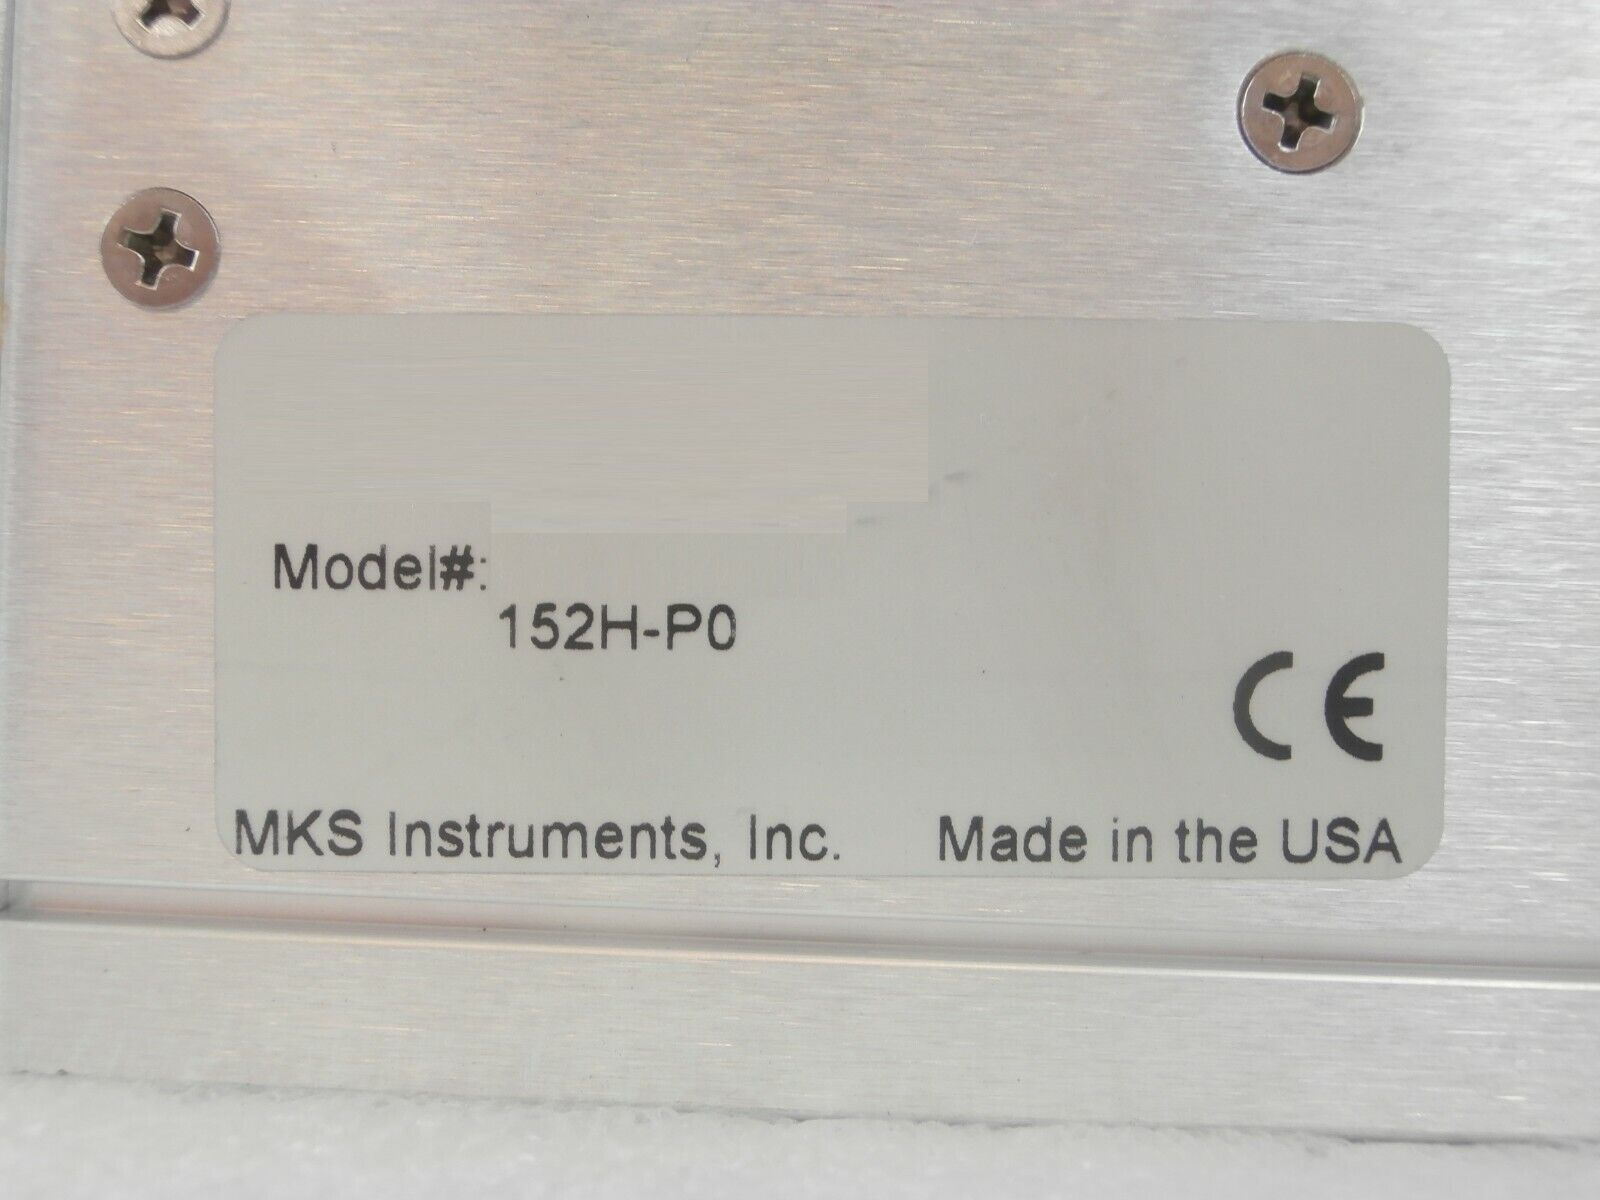 Model#:
152H-P0
CE
MKS Instruments, Inc. Made in the USA